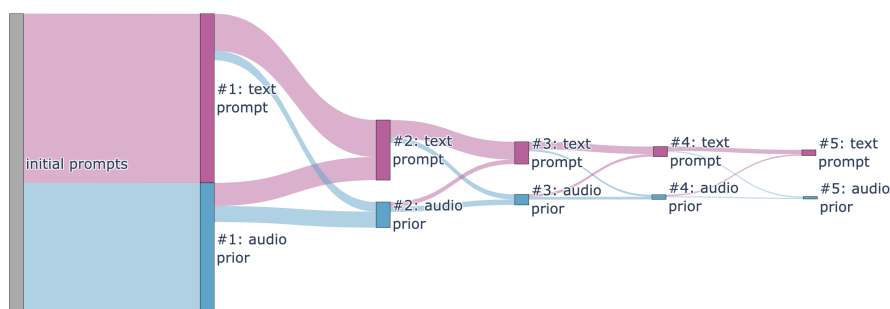 initial prompts
#1: text
prompt
#1: audio
prior
#2: text
prompt
#2: audio
prior
#3: text
prompt
#3: audio
prior
#4: text
prompt
#4: audio
prior
#5: text
prompt
#5: audio
prior